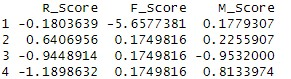 R_Score F_Score M_Score
1 -0.1803639 -5.6577381 0.1779307
2 0.6406956 0.1749816 0.2255907
3 -0.9448914 0.1749816 -0.9532000
4 -1.1898632 0.1749816 0.8133974